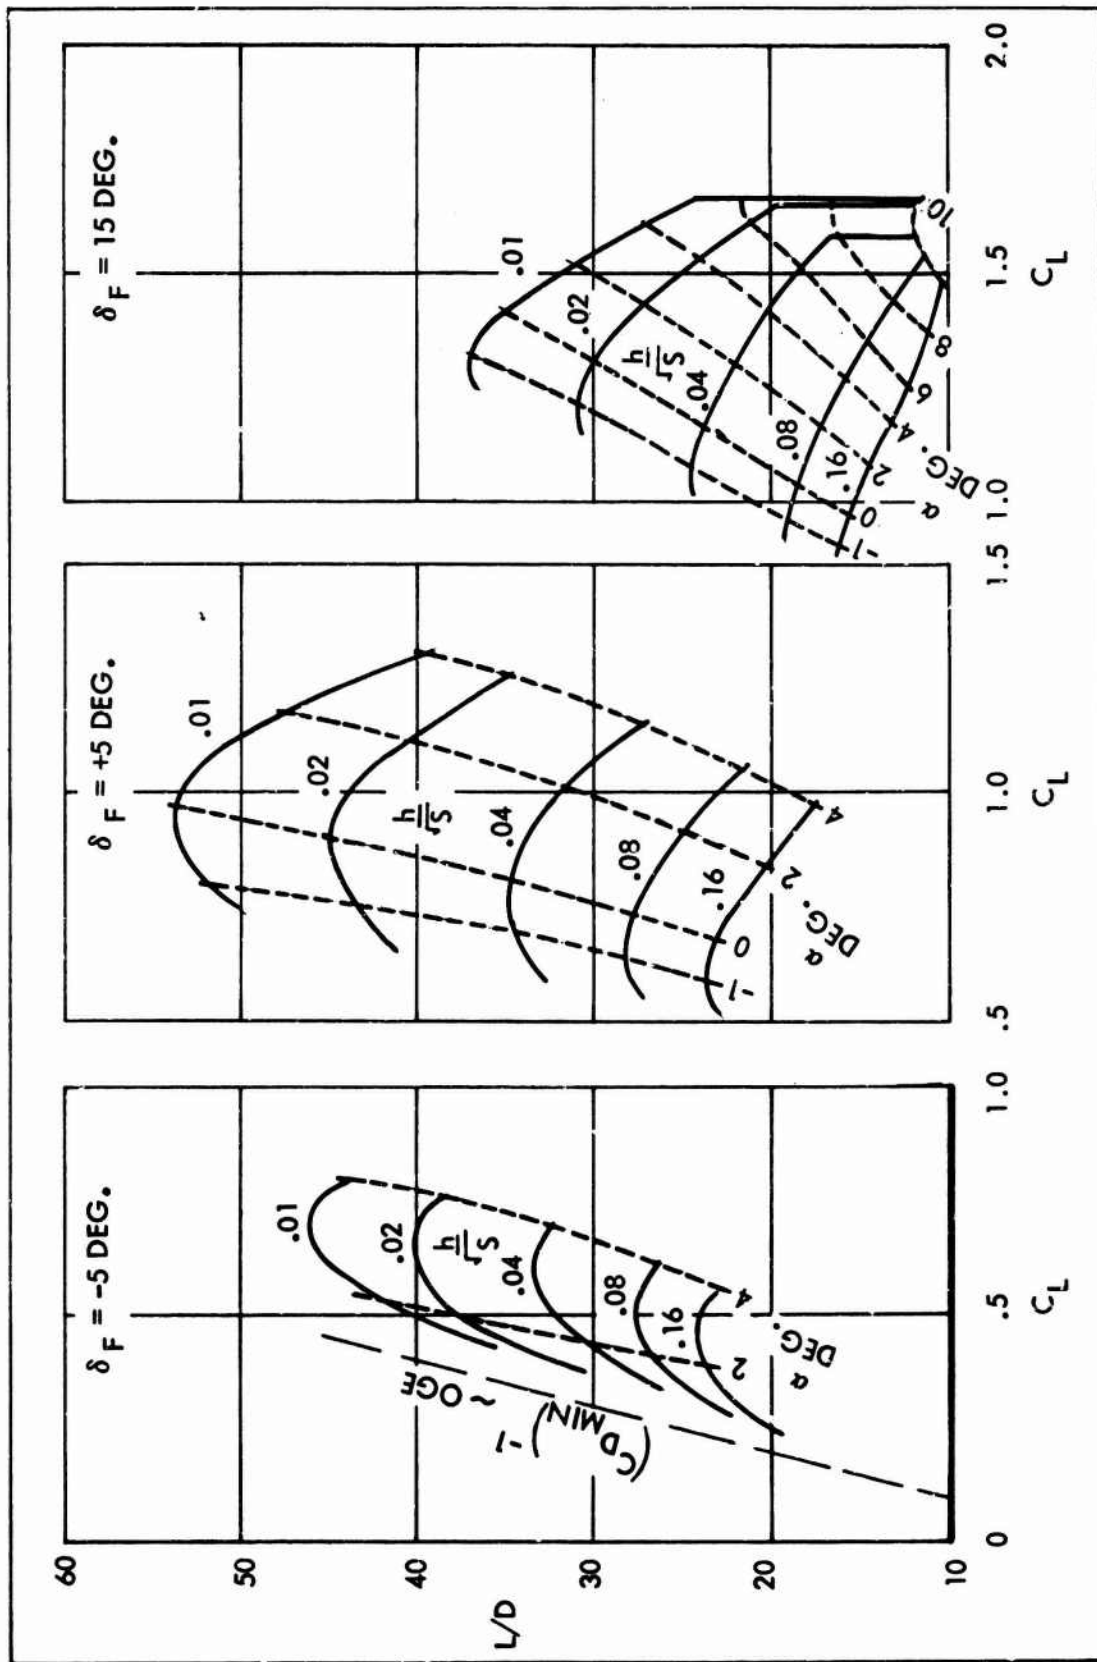 δF = -5 DEG.
δF = +5 DEG.
δF = 15 DEG.
60
50
40
30
20
10
L/D
.01
.02
h/√S
.04
.08
.16
4
2
α
DEG.
~ OGE
(CD MIN)-1
0
.5
1.0
CL
.01
.02
h/√S
.04
.08
.16
4
2
0
-1
α
DEG.
.5
1.0
1.5
CL
.01
.02
h/√S
.04
.08
.16
10
8
6
4
2
0
-1
α
DEG.
1.0
1.5
2.0
CL